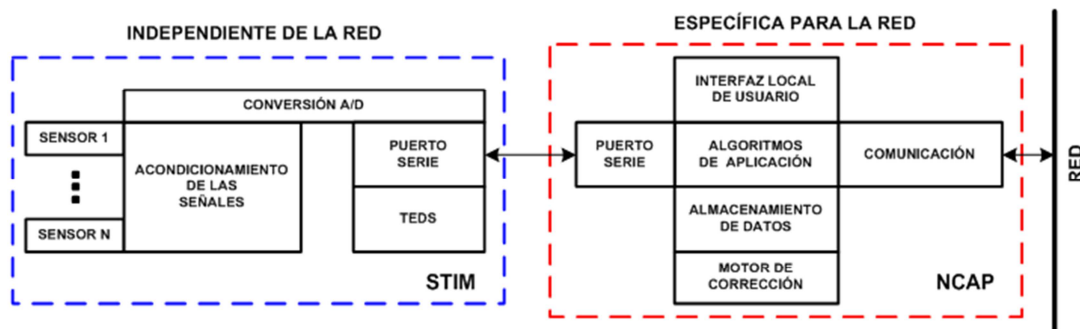 INDEPENDIENTE DE LA RED
CONVERSIÓN A/D
SENSOR 1
SENSOR N
ACONDICIONAMIENTO
DE LAS
SEÑALES
PUERTO
SERIE
TEDS
STIM
ESPECÍFICA PARA LA RED
INTERFAZ LOCAL
DE USUARIO
PUERTO
SERIE
ALGORITMOS
DE APLICACIÓN
COMUNICACIÓN
ALMACENAMIENTO
DE DATOS
MOTOR DE
CORRECCIÓN
NCAP
RED